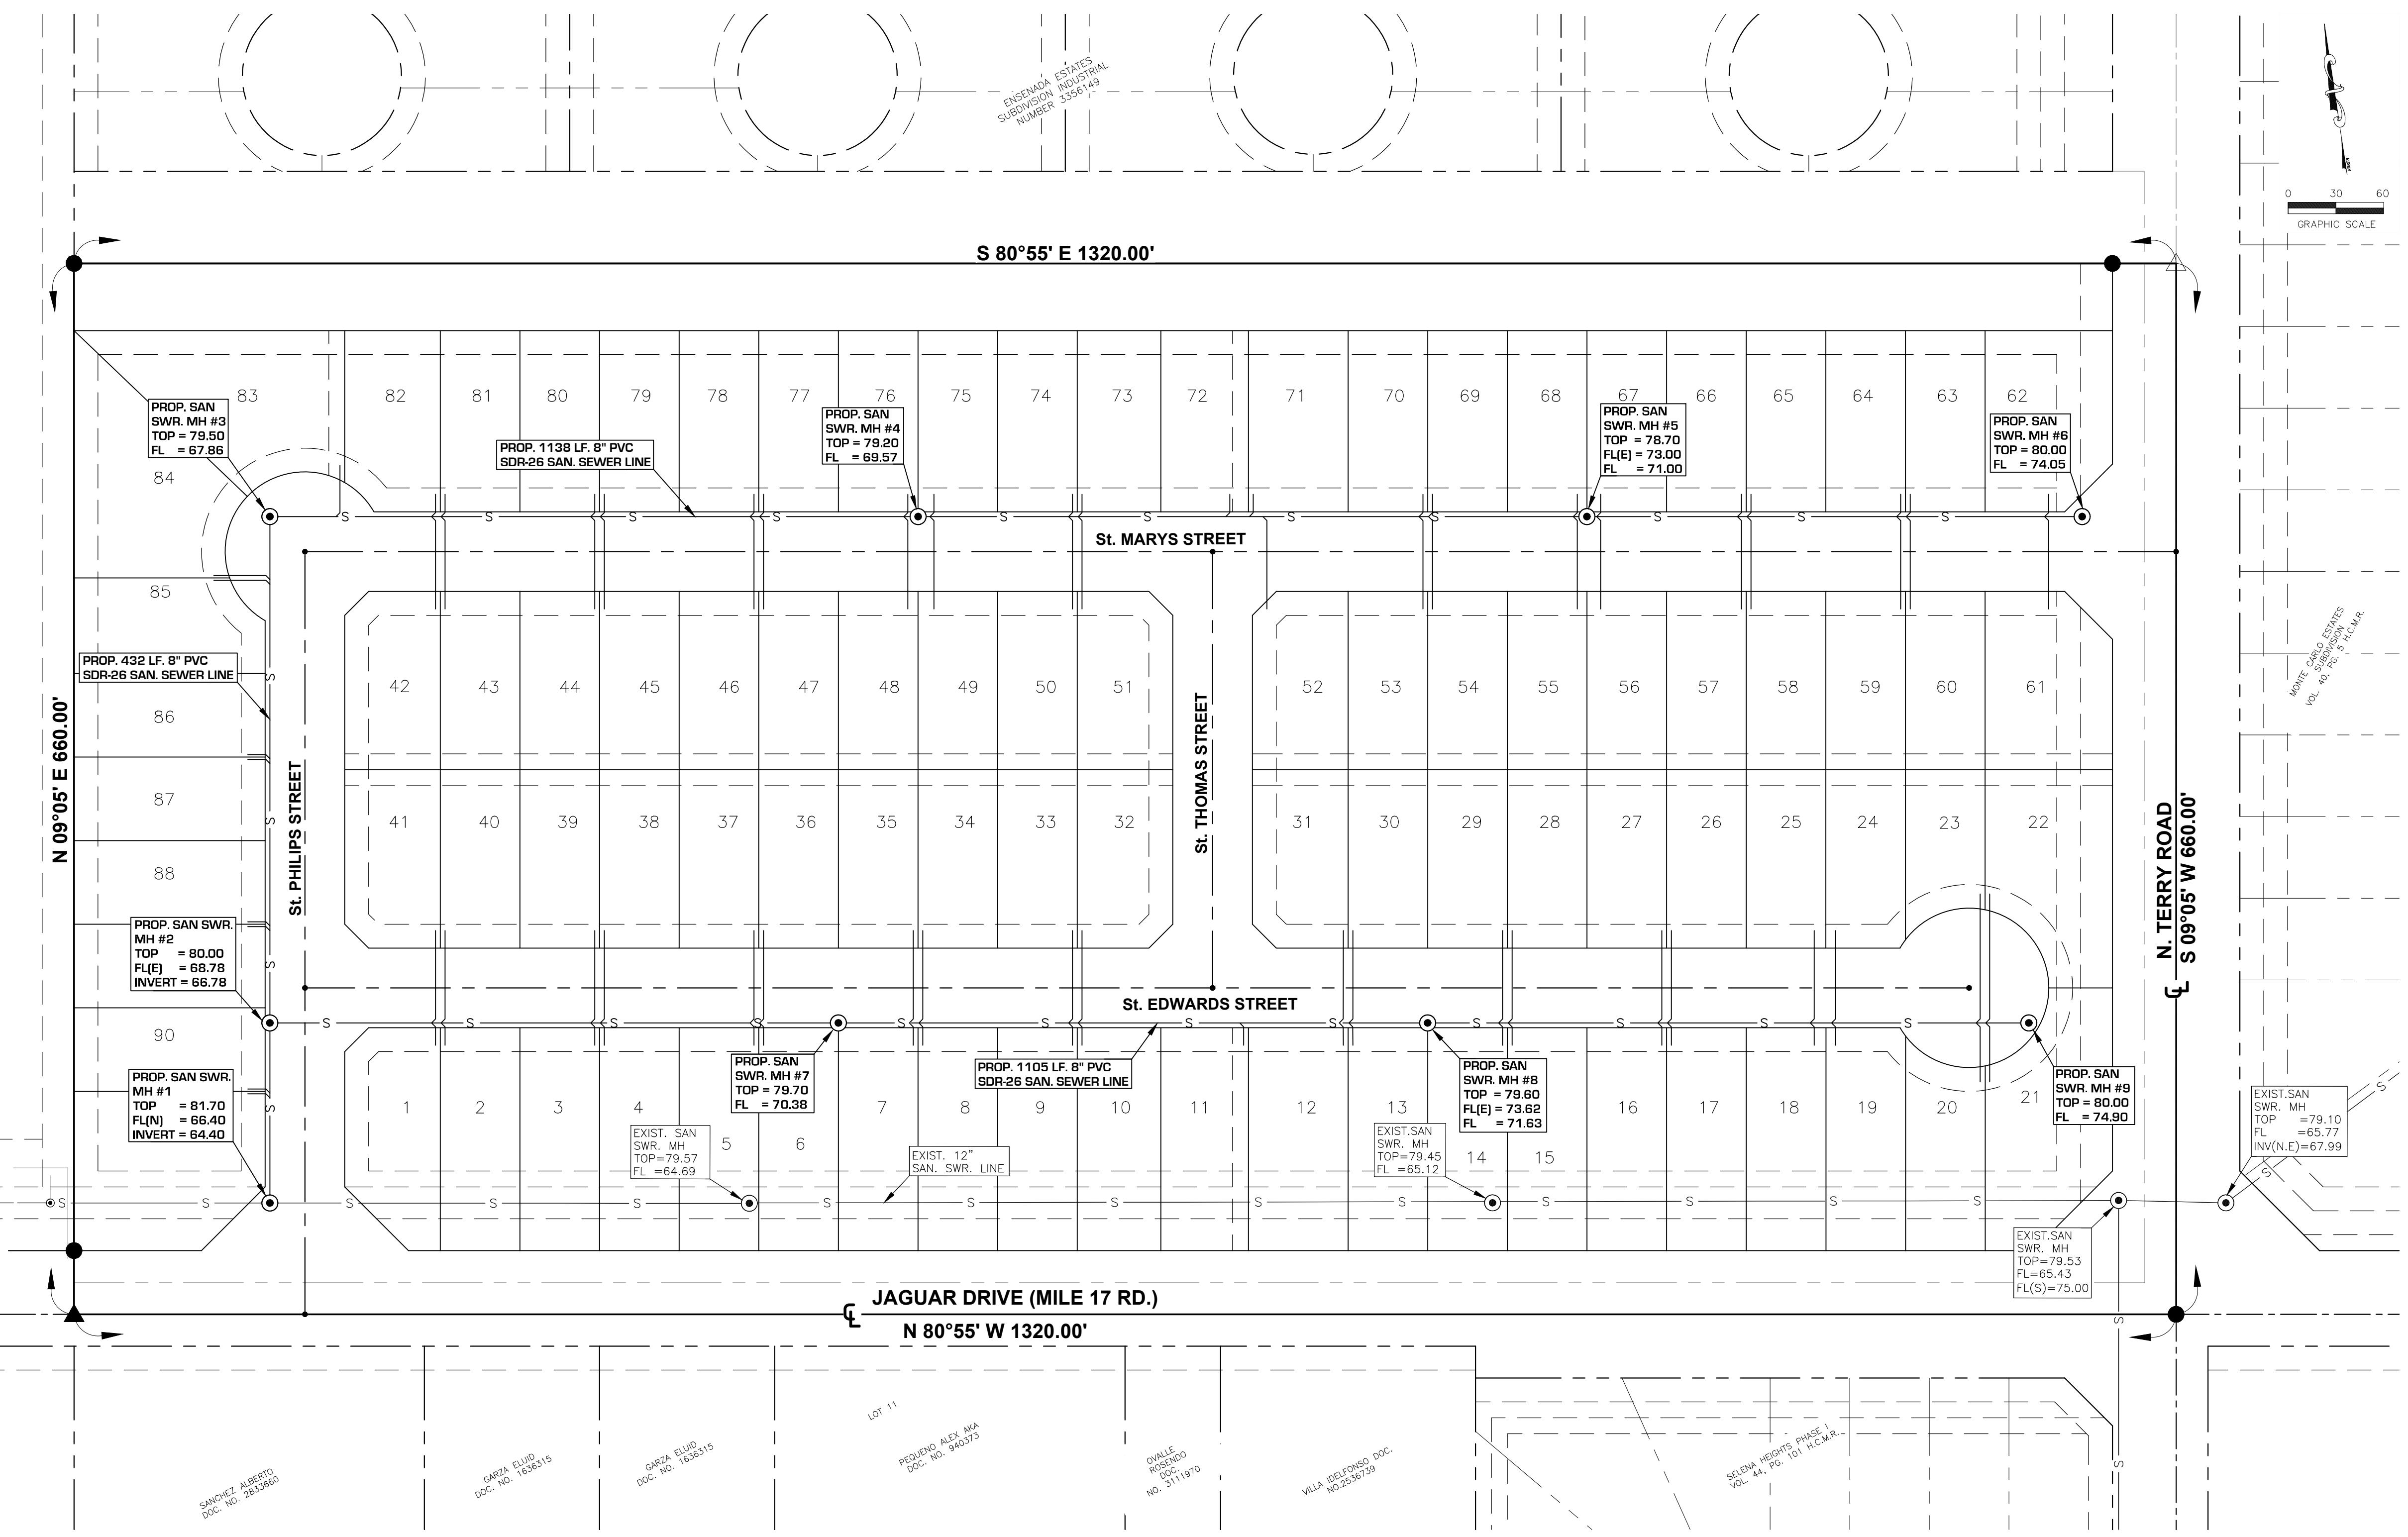 ENSENADA ESTATES
SUBDIVISION INDUSTRIAL
NUMBER 3356149
0 30 60
GRAPHIC SCALE
S 80°55' E 1320.00'
83 82 81 80 79 78 77 76 75 74 73 72 71 70 69 68 67 66 65 64 63 62
PROP. SAN
SWR. MH #3
TOP = 79.50
FL = 67.86
PROP. 1138 LF. 8" PVC
SDR-26 SAN. SEWER LINE
PROP. SAN
SWR. MH #4
TOP = 79.20
FL = 69.57
PROP. SAN
SWR. MH #5
TOP = 78.70
FL(E) = 73.00
FL = 71.00
PROP. SAN
SWR. MH #6
TOP = 80.00
FL = 74.05
84
S S S S S S S S S S S S
St. MARYS STREET
85
PROP. 432 LF. 8" PVC
SDR-26 SAN. SEWER LINE
S
42 43 44 45 46 47 48 49 50 51 52 53 54 55 56 57 58 59 60 61
86
MONTE CARLO ESTATES
SUBDIVISION
VOL. 40, PG. 5 H.C.M.R.
N 09°05' E 660.00'
St. PHILIPS STREET
St. THOMAS STREET
N. TERRY ROAD
S 09°05' W 660.00'
87
S
41 40 39 38 37 36 35 34 33 32 31 30 29 28 27 26 25 24 23 22
88
PROP. SAN SWR.
MH #2
TOP = 80.00
FL(E) = 68.78
INVERT = 66.78
S
St. EDWARDS STREET
S S S S S S S S S S S S
90
PROP. SAN
SWR. MH #7
TOP = 79.70
FL = 70.38
PROP. 1105 LF. 8" PVC
SDR-26 SAN. SEWER LINE
PROP. SAN
SWR. MH #8
TOP = 79.60
FL(E) = 73.62
FL = 71.63
PROP. SAN
SWR. MH #9
TOP = 80.00
FL = 74.90
PROP. SAN SWR.
MH #1
TOP = 81.70
FL(N) = 66.40
INVERT = 64.40
S
1 2 3 4 7 8 9 10 11 12 13 16 17 18 19 20 21
5 6 14 15
EXIST. SAN
SWR. MH
TOP=79.57
FL =64.69
EXIST. 12"
SAN. SWR. LINE
EXIST.SAN
SWR. MH
TOP=79.45
FL =65.12
EXIST.SAN
SWR. MH
TOP =79.10
FL =65.77
INV(N.E)=67.99
S S
S S S S S S S S S S S S S S
EXIST.SAN
SWR. MH
TOP=79.53
FL=65.43
FL(S)=75.00
JAGUAR DRIVE (MILE 17 RD.)
N 80°55' W 1320.00'
S
S
LOT 11
SANCHEZ ALBERTO
DOC. NO. 2833660
GARZA ELUID
DOC. NO. 1636315
GARZA ELUID
DOC. NO. 1636315
PEQUENO ALEX AKA
DOC. NO. 940373
OVALLE
ROSENDO
DOC.
NO. 3111970
VILLA IDELFONSO DOC.
NO.2536739
SELENA HEIGHTS PHASE I
VOL. 44, PG. 101 H.C.M.R.